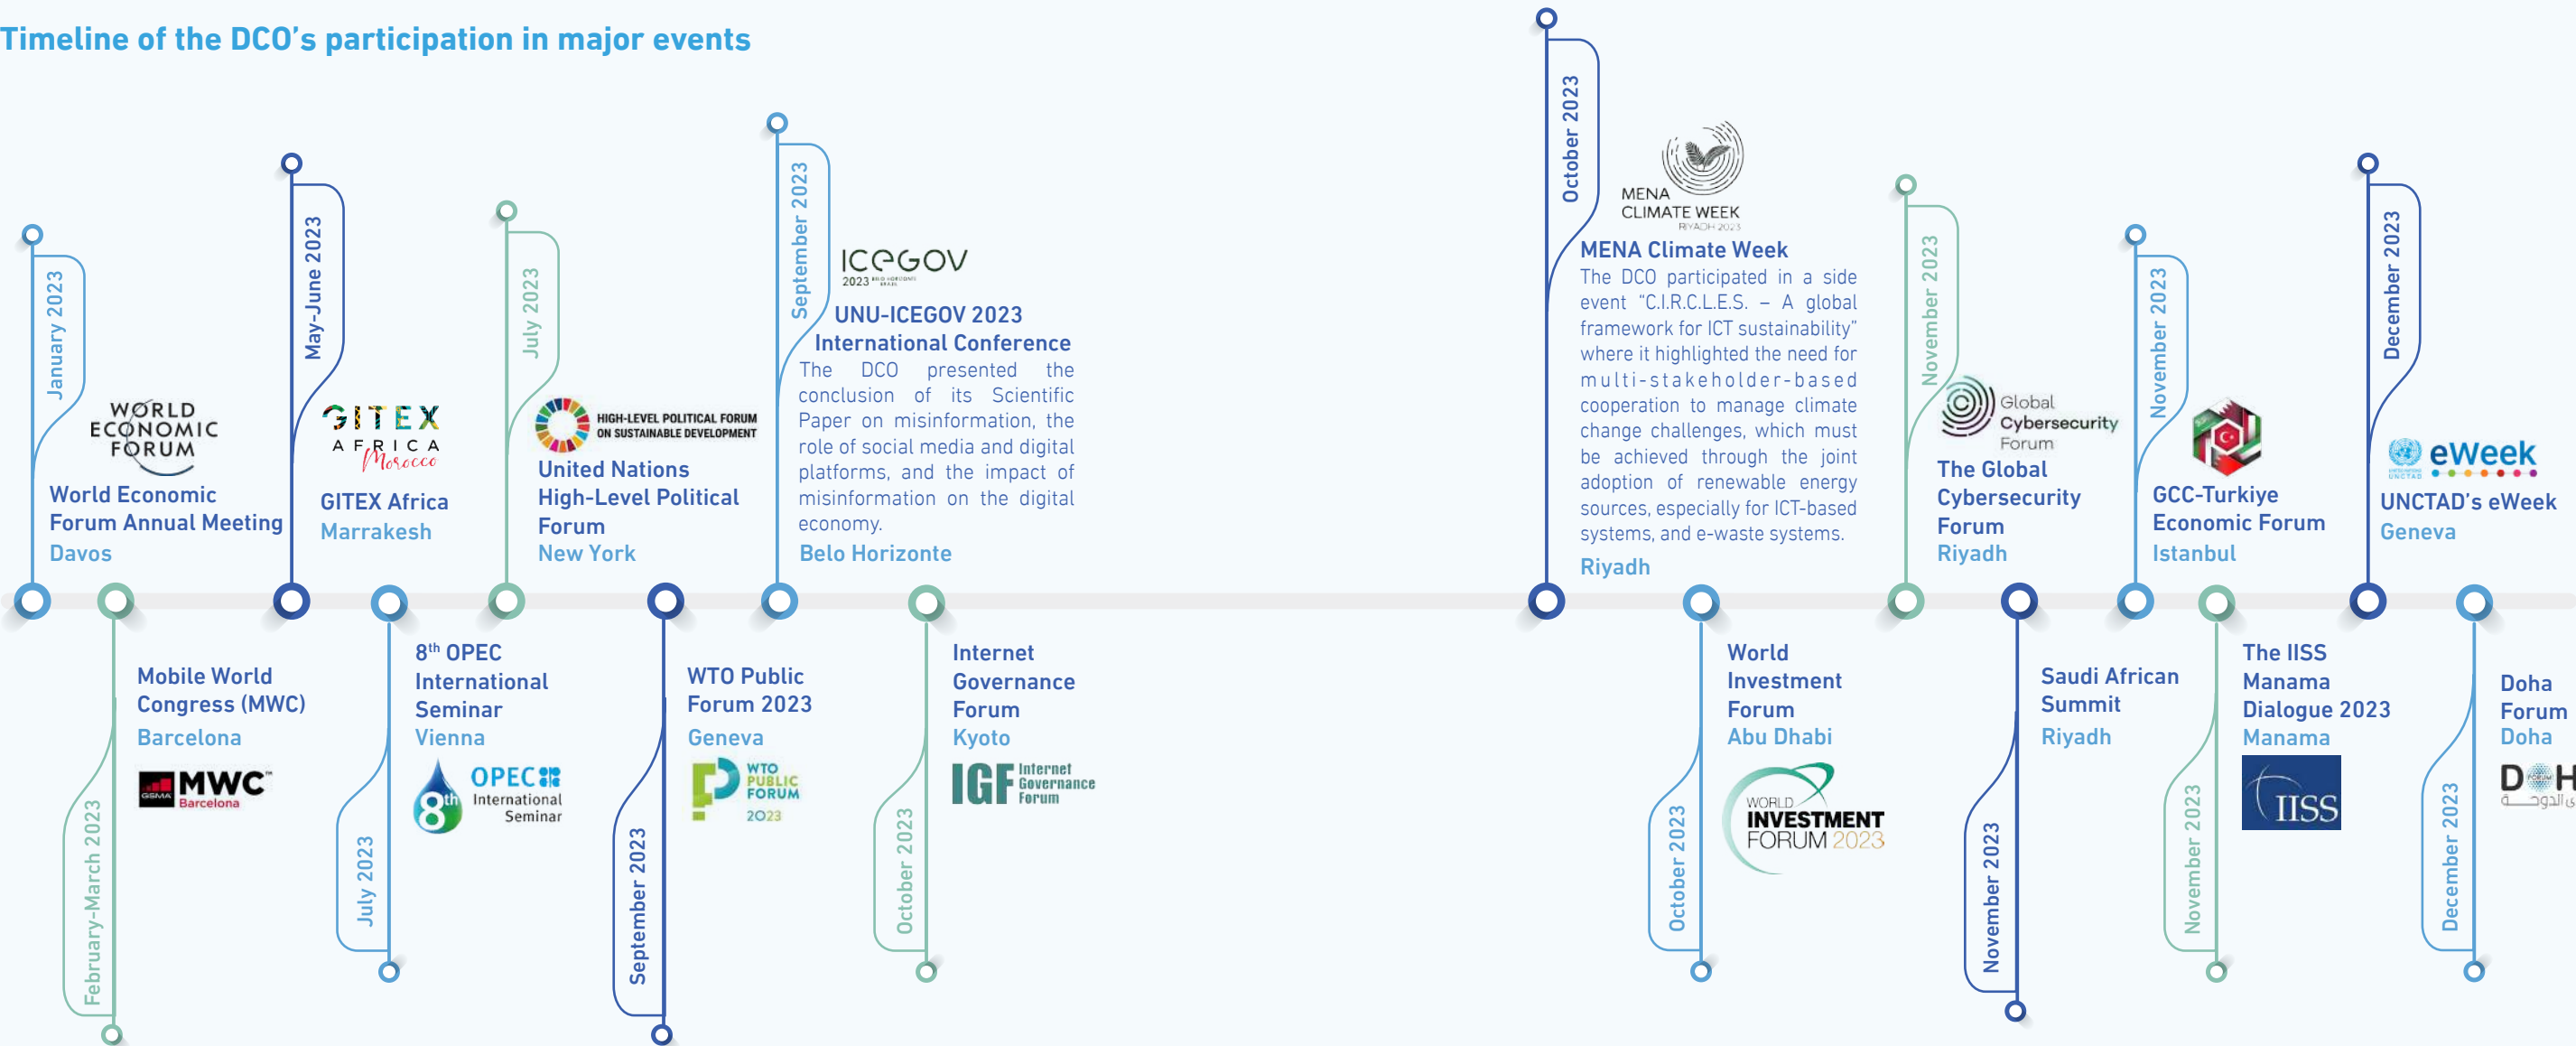 Timeline of the DCO’s participation in major events
January 2023
WORLD
ECONOMIC
FORUM
World Economic
Forum Annual Meeting
Davos
February-March 2023
Mobile World
Congress (MWC)
Barcelona
GSMA
MWC™
Barcelona
May-June 2023
GITEX
AFRICA
Morocco
GITEX Africa
Marrakesh
July 2023
8th OPEC
International
Seminar
Vienna
8th
OPEC
International
Seminar
July 2023
HIGH-LEVEL POLITICAL FORUM
ON SUSTAINABLE DEVELOPMENT
United Nations
High-Level Political
Forum
New York
September 2023
WTO Public
Forum 2023
Geneva
WTO
PUBLIC
FORUM
2023
September 2023
ICEGOV
2023 BELO HORIZONTE
BRAZIL
UNU-ICEGOV 2023
International Conference
The DCO presented the
conclusion of its Scientific
Paper on misinformation, the
role of social media and digital
platforms, and the impact of
misinformation on the digital
economy.
Belo Horizonte
October 2023
Internet
Governance
Forum
Kyoto
IGF Internet
Governance
Forum
October 2023
MENA
CLIMATE WEEK
RIYADH 2023
MENA Climate Week
The DCO participated in a side
event “C.I.R.C.L.E.S. – A global
framework for ICT sustainability”
where it highlighted the need for
multi-stakeholder-based
cooperation to manage climate
change challenges, which must
be achieved through the joint
adoption of renewable energy
sources, especially for ICT-based
systems, and e-waste systems.
Riyadh
October 2023
World
Investment
Forum
Abu Dhabi
WORLD
INVESTMENT
FORUM 2023
November 2023
Global
Cybersecurity
Forum
The Global
Cybersecurity
Forum
Riyadh
November 2023
Saudi African
Summit
Riyadh
November 2023
GCC-Turkiye
Economic Forum
Istanbul
November 2023
The IISS
Manama
Dialogue 2023
Manama
IISS
December 2023
UNITED NATIONS
UNCTAD
eWeek
UNCTAD’s eWeek
Geneva
December 2023
Doha
Forum
Doha
FORUM